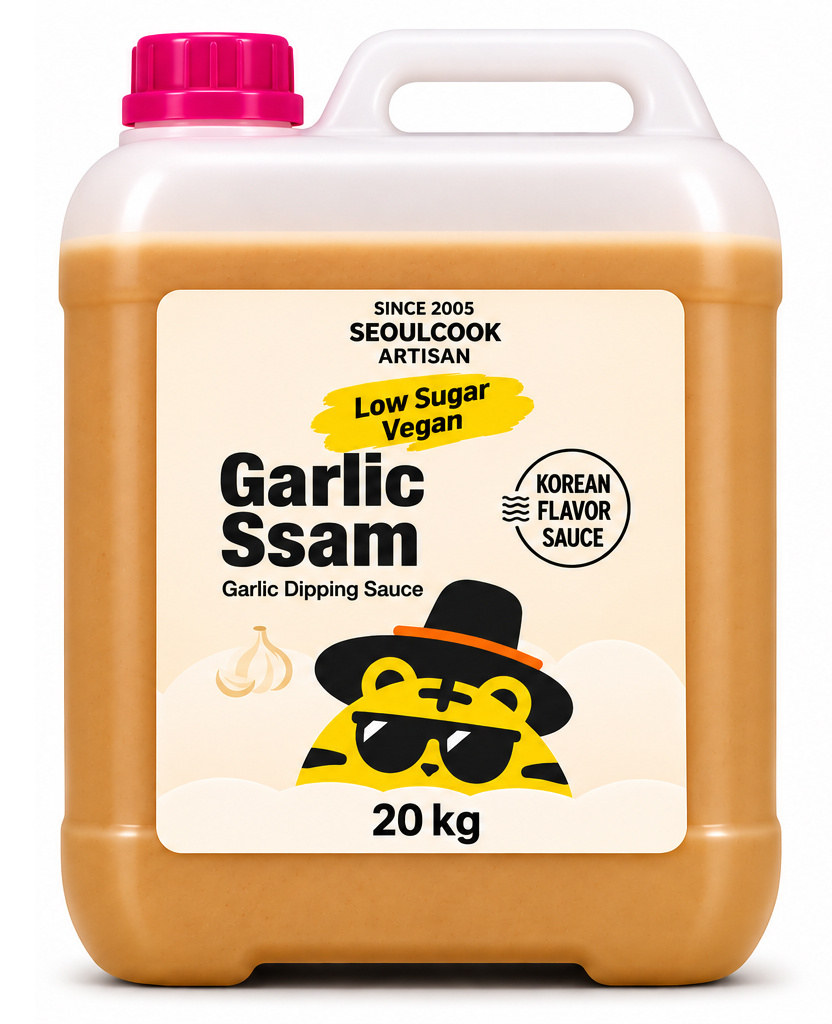 SINCE 2005
SEOULCOOK
ARTISAN
Low Sugar
Vegan
Garlic
Ssam
Garlic Dipping Sauce
KOREAN
FLAVOR
SAUCE
20 kg